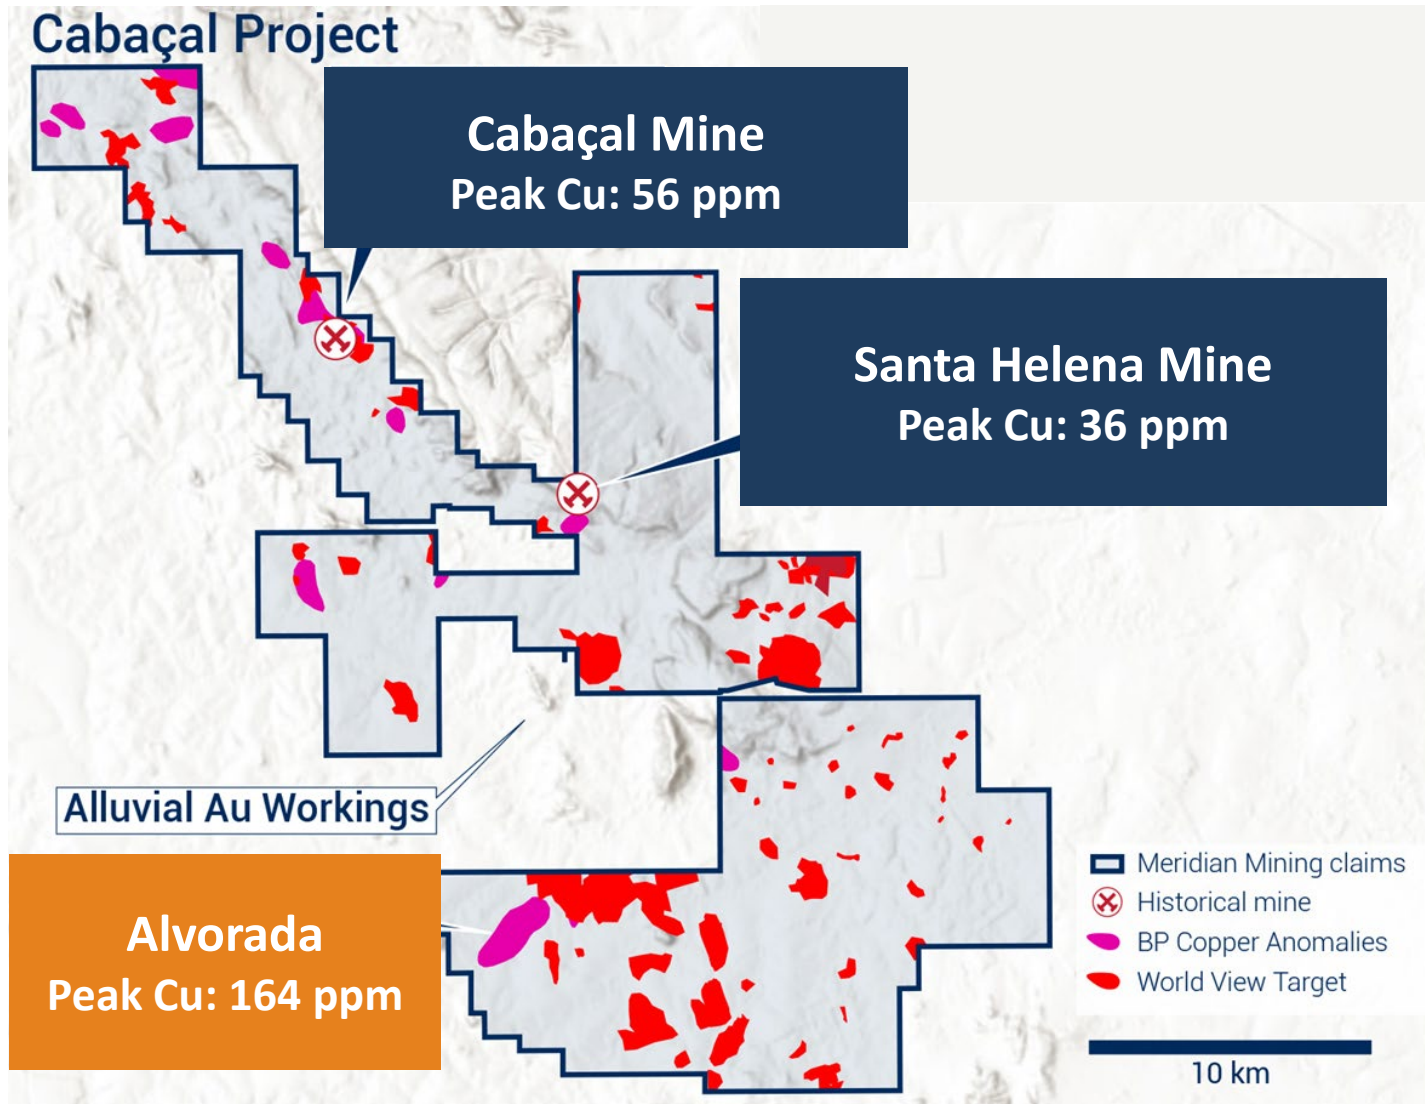 Cabaçal Project
Cabaçal Mine
Peak Cu: 56 ppm
Santa Helena Mine
Peak Cu: 36 ppm
Alluvial Au Workings
Alvorada
Peak Cu: 164 ppm
Meridian Mining claims
Historical mine
BP Copper Anomalies
World View Target
10 km